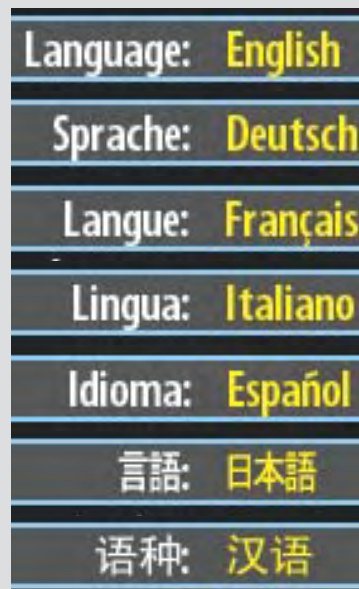 Language: English
Sprache: Deutsch
Langue: Français
Lingua: Italiano
Idioma: Español
言語: 日本語
语种: 汉语